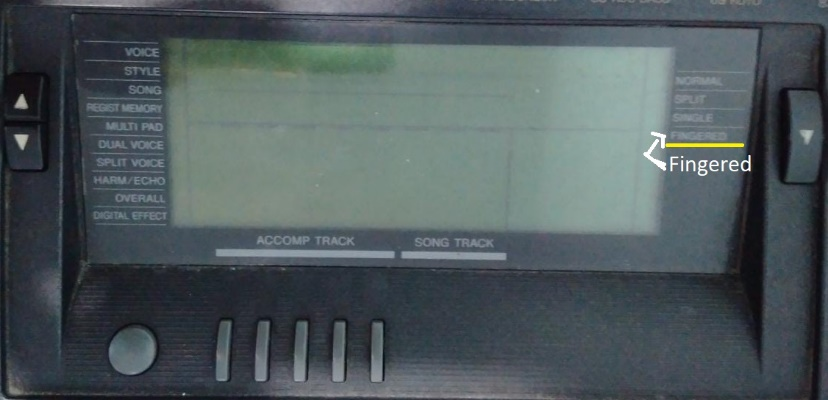 VOICE
STYLE
SONG
REGIST MEMORY
MULTI PAD
DUAL VOICE
SPLIT VOICE
HARM/ECHO
OVERALL
DIGITAL EFFECT
NORMAL
SPLIT
SINGLE
FINGERED
Fingered
ACCOMP TRACK
SONG TRACK